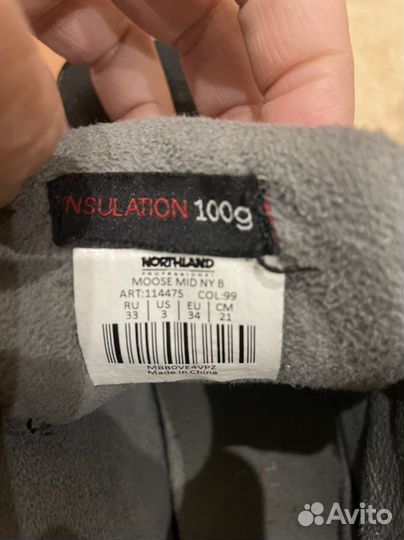 INSULATION 100g
NORTHLAND
PROFESSIONAL
MOOSE MID NY B
ART:114475 COL:99
RU US EU CM
33 3 34 21
MBB0VE4VPZ
Made in China
Avito